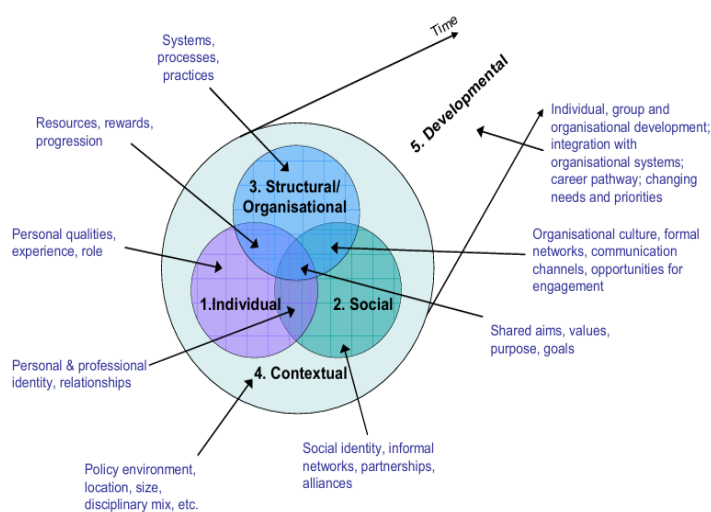 Time
Systems,
processes,
practices
5. Developmental
Individual, group and
organisational development;
integration with
organisational systems;
career pathway; changing
needs and priorities
Resources, rewards,
progression
3. Structural/
Organisational
Personal qualities,
experience, role
Organisational culture, formal
networks, communication
channels, opportunities for
engagement
1.Individual
2. Social
Shared aims, values,
purpose, goals
Personal & professional
identity, relationships
4. Contextual
Social identity, informal
networks, partnerships,
alliances
Policy environment,
location, size,
disciplinary mix, etc.